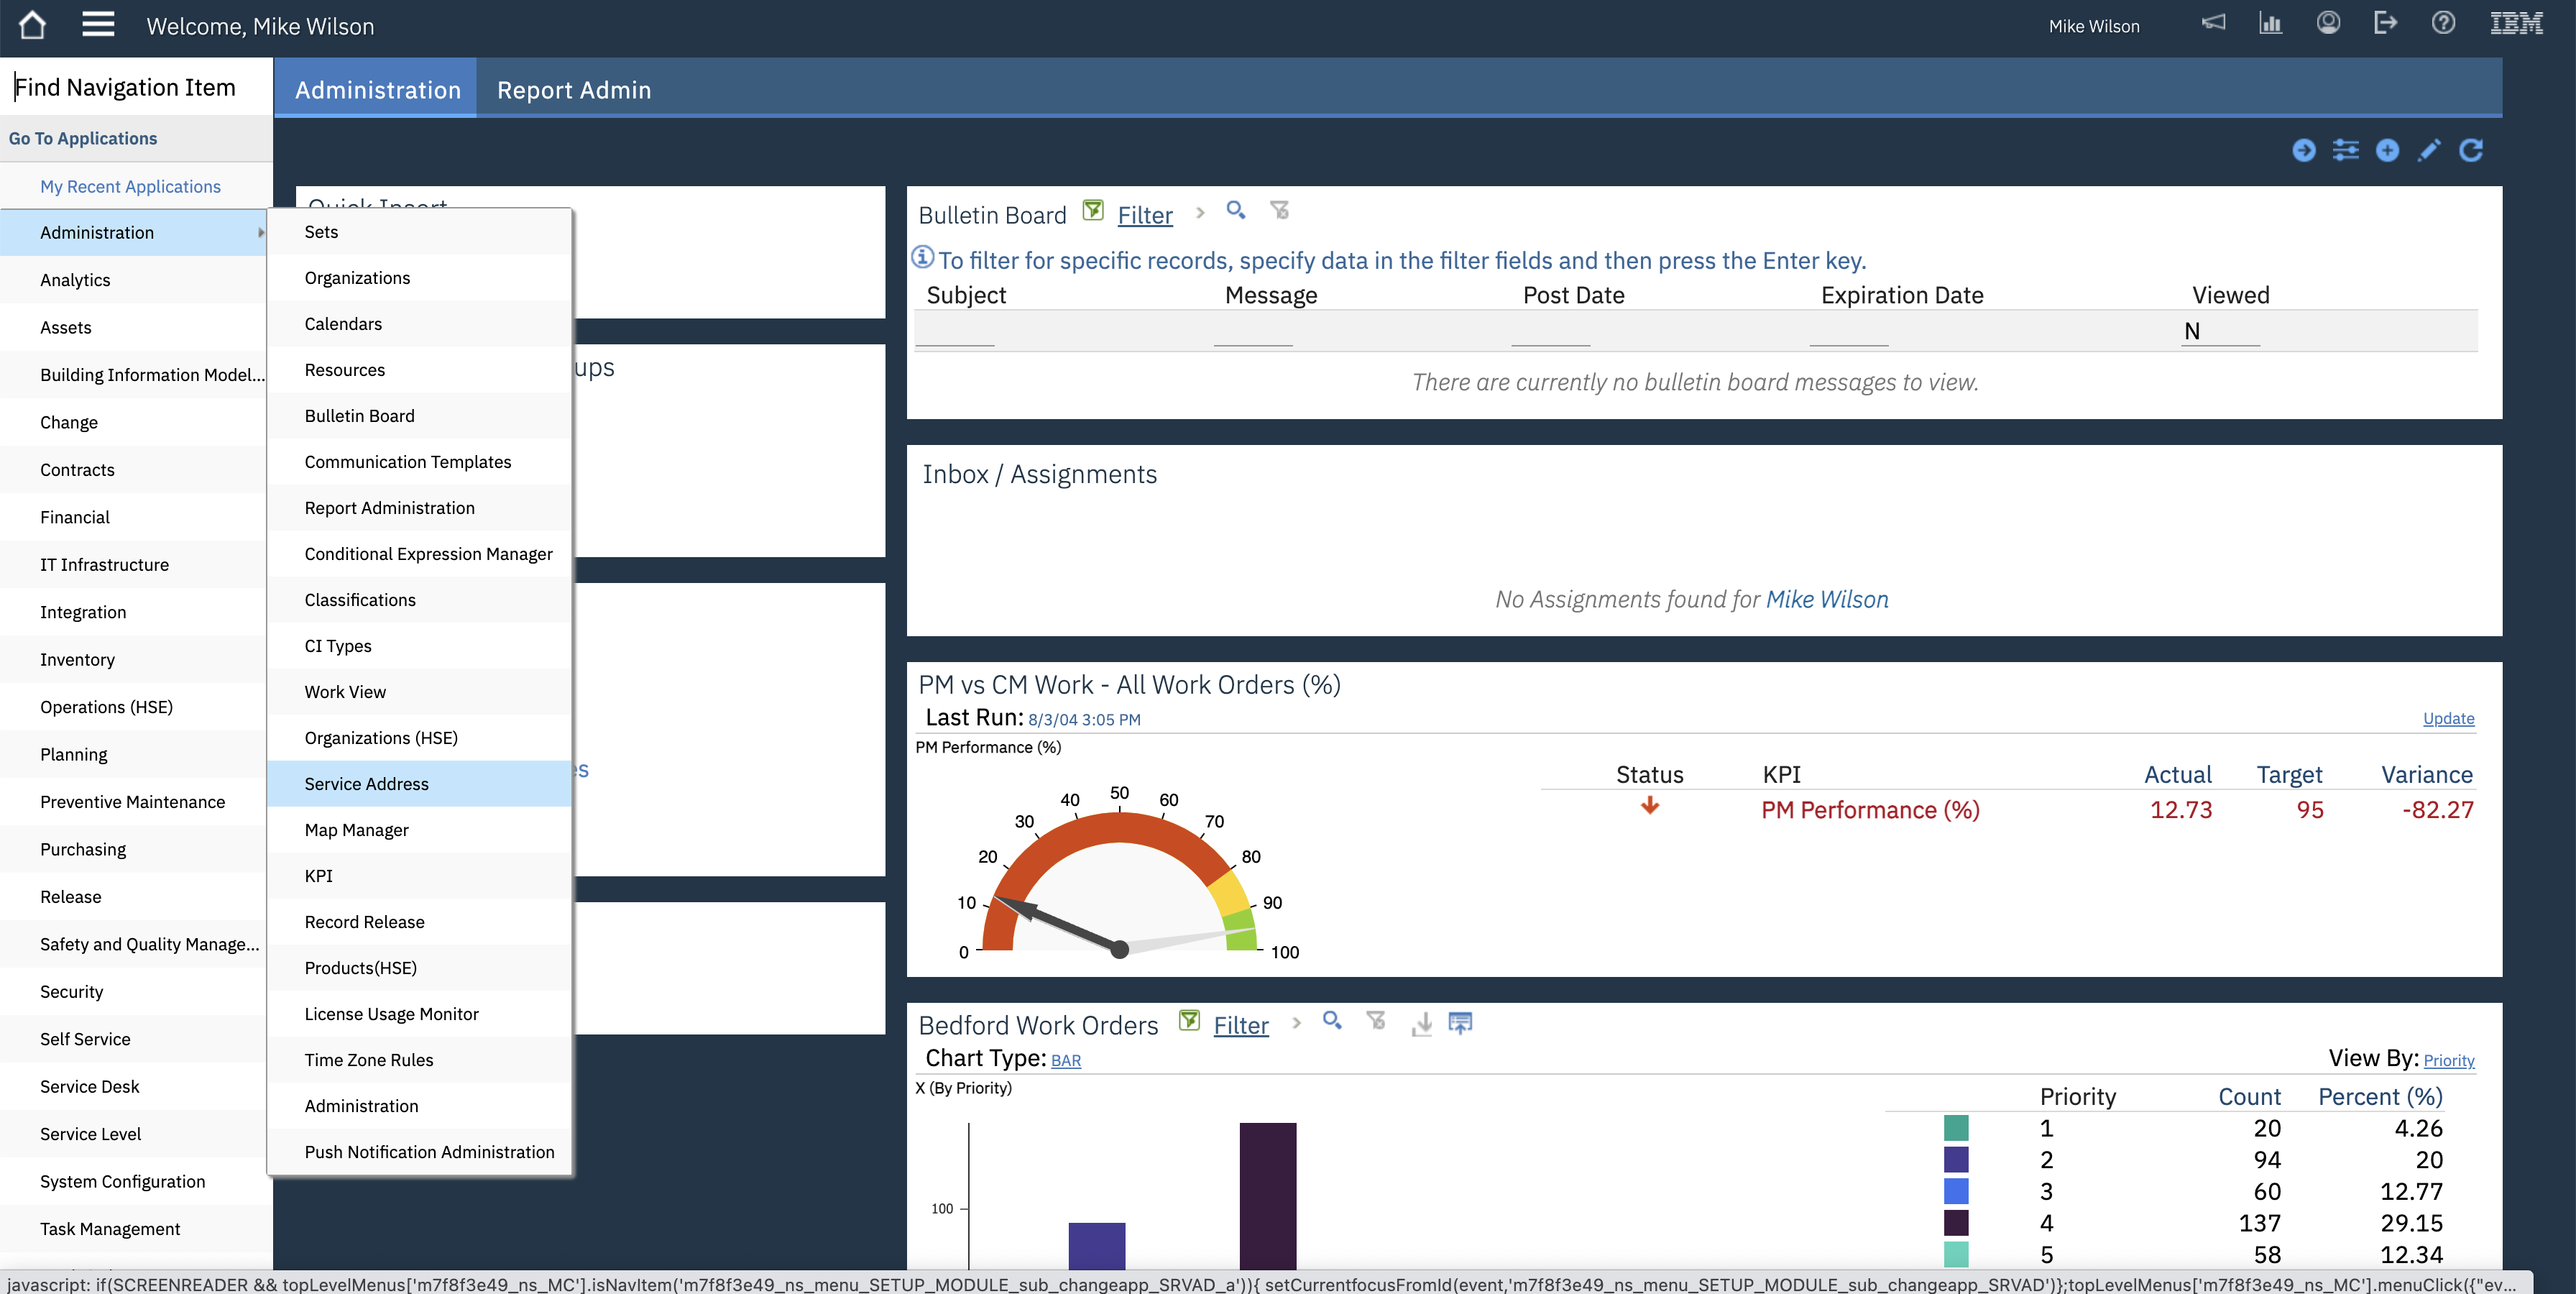 Welcome, Mike Wilson
Mike Wilson
IBM
Find Navigation Item
Administration
Report Admin
Go To Applications
My Recent Applications
Administration
Analytics
Assets
Building Information Model...
Change
Contracts
Financial
IT Infrastructure
Integration
Inventory
Operations (HSE)
Planning
Preventive Maintenance
Purchasing
Release
Safety and Quality Manage...
Security
Self Service
Service Desk
Service Level
System Configuration
Task Management
Sets
Organizations
Calendars
Resources
Bulletin Board
Communication Templates
Report Administration
Conditional Expression Manager
Classifications
CI Types
Work View
Organizations (HSE)
Service Address
Map Manager
KPI
Record Release
Products(HSE)
License Usage Monitor
Time Zone Rules
Administration
Push Notification Administration
Quick Insert
ups
es
Bulletin Board Filter
To filter for specific records, specify data in the filter fields and then press the Enter key.
Subject Message Post Date Expiration Date Viewed
N
There are currently no bulletin board messages to view.
Inbox / Assignments
No Assignments found for Mike Wilson
PM vs CM Work - All Work Orders (%)
Last Run: 8/3/04 3:05 PM
Update
PM Performance (%)
0 10 20 30 40 50 60 70 80 90 100
Status KPI Actual Target Variance
PM Performance (%) 12.73 95 -82.27
Bedford Work Orders Filter
Chart Type: BAR
View By: Priority
X (By Priority)
100
Priority Count Percent (%)
1 20 4.26
2 94 20
3 60 12.77
4 137 29.15
5 58 12.34
javascript: if(SCREENREADER && topLevelMenus['m7f8f3e49_ns_MC'].isNavItem('m7f8f3e49_ns_menu_SETUP_MODULE_sub_changeapp_SRVAD_a')){ setCurrentfocusFromId(event,'m7f8f3e49_ns_menu_SETUP_MODULE_sub_changeapp_SRVAD')};topLevelMenus['m7f8f3e49_ns_MC'].menuClick({"ev...